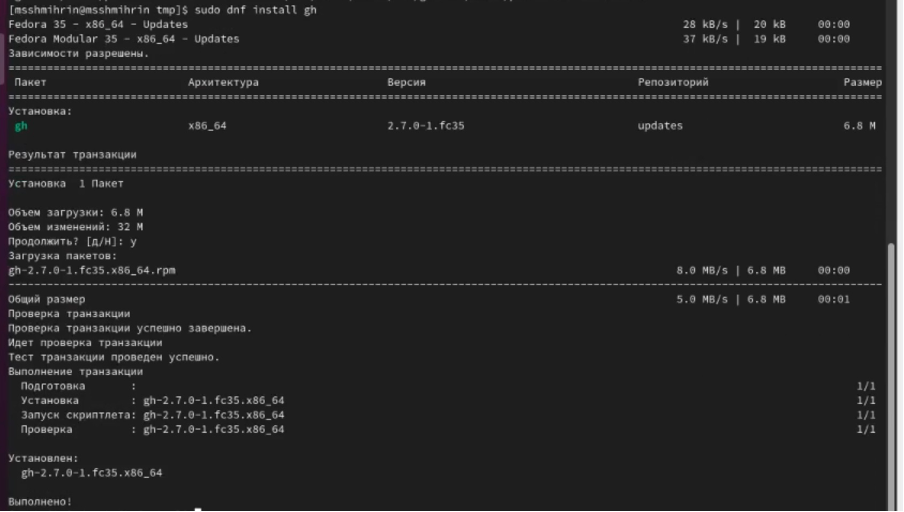 [msshmihrin@msshmihrin tmp]$ sudo dnf install gh
Fedora 35 - x86_64 - Updates 28 kB/s | 20 kB 00:00
Fedora Modular 35 - x86_64 - Updates 37 kB/s | 19 kB 00:00
Зависимости разрешены.
Пакет Архитектура Версия Репозиторий Размер
Установка:
gh x86_64 2.7.0-1.fc35 updates 6.8 M
Результат транзакции
Установка 1 Пакет
Объем загрузки: 6.8 M
Объем изменений: 32 M
Продолжить? [д/Н]: y
Загрузка пакетов:
gh-2.7.0-1.fc35.x86_64.rpm 8.0 MB/s | 6.8 MB 00:00
Общий размер 5.0 MB/s | 6.8 MB 00:01
Проверка транзакции
Проверка транзакции успешно завершена.
Идет проверка транзакции
Тест транзакции проведен успешно.
Выполнение транзакции
Подготовка : 1/1
Установка : gh-2.7.0-1.fc35.x86_64 1/1
Запуск скриптлета: gh-2.7.0-1.fc35.x86_64 1/1
Проверка : gh-2.7.0-1.fc35.x86_64 1/1
Установлен:
gh-2.7.0-1.fc35.x86_64
Выполнено!